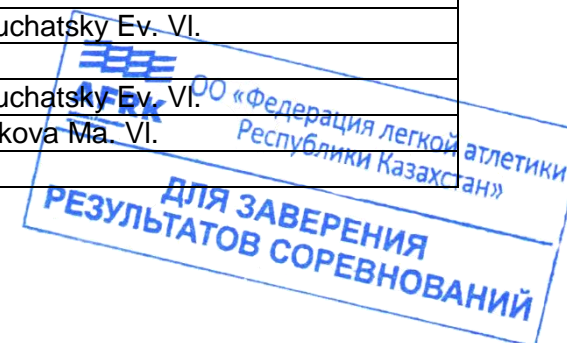 uchatsky Ev. Vl.
uchatsky Ev. Vl.
kova Ma. Vl.
AFRK
ОО «Федерация легкой атлетики
Республики Казахстан»
ДЛЯ ЗАВЕРЕНИЯ
РЕЗУЛЬТАТОВ СОРЕВНОВАНИЙ